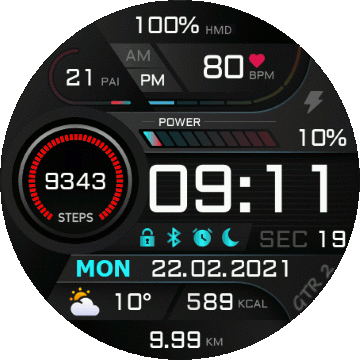 100% HMD
AM
21 PAI
PM
80 BPM
POWER
10%
9343
STEPS
09:11
SEC 19
MON 22.02.2021
10° 589 KCAL
GTR 2
9.99 KM